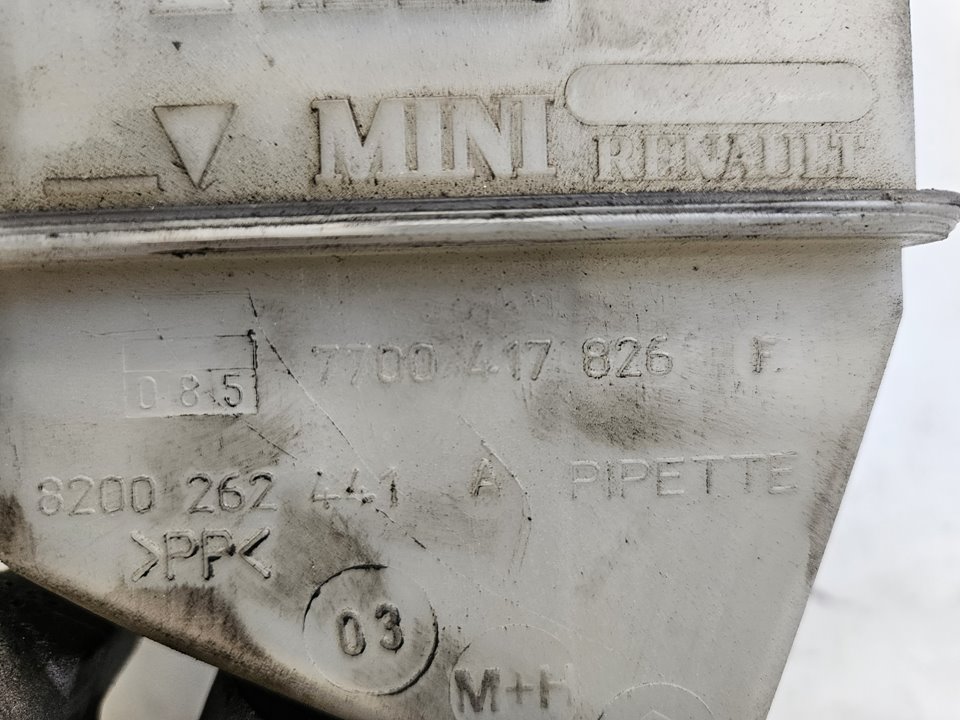 MINI
RENAULT
7700 417 826 F
085
8200 262 441 A PIPETTE
>PP<
03
M+H